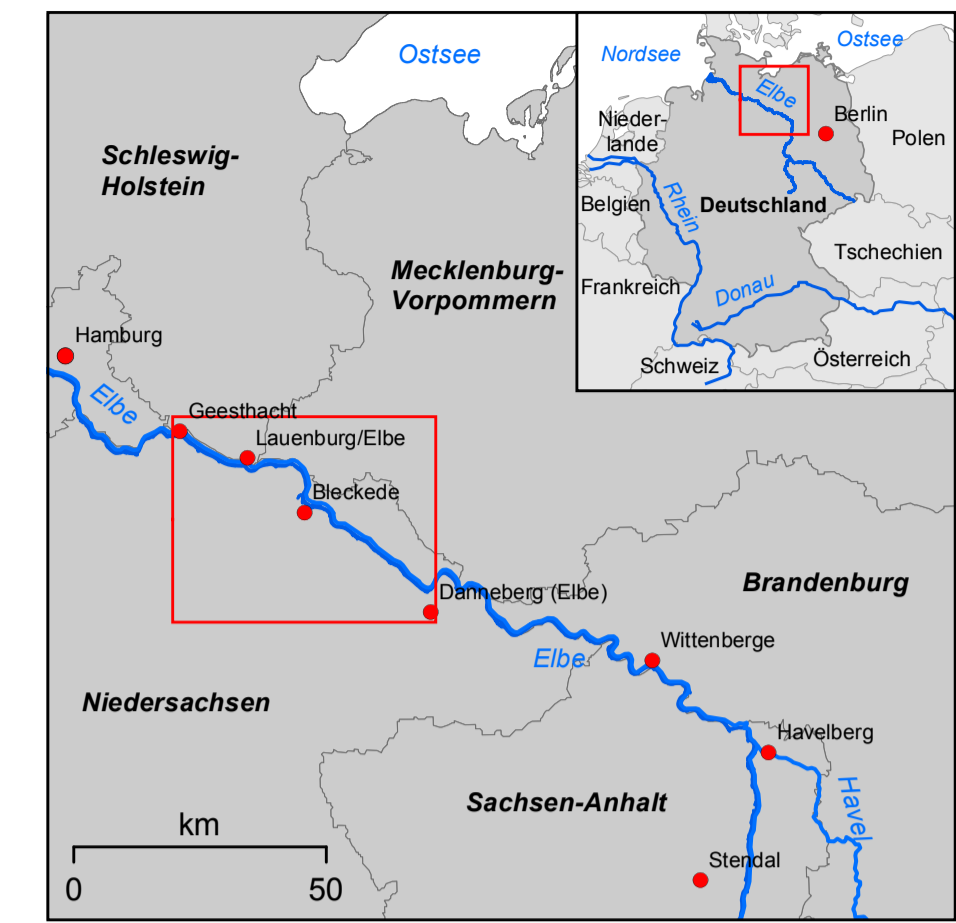 Ostsee
Schleswig-
Holstein
Mecklenburg-
Vorpommern
Hamburg
Elbe
Geesthacht
Lauenburg/Elbe
Bleckede
Danneberg (Elbe)
Brandenburg
Elbe
Wittenberge
Niedersachsen
Havelberg
Sachsen-Anhalt
Havel
km
0
50
Stendal
Nordsee
Ostsee
Elbe
Berlin
Nieder-
lande
Polen
Rhein
Belgien
Deutschland
Tschechien
Frankreich
Donau
Schweiz
Österreich